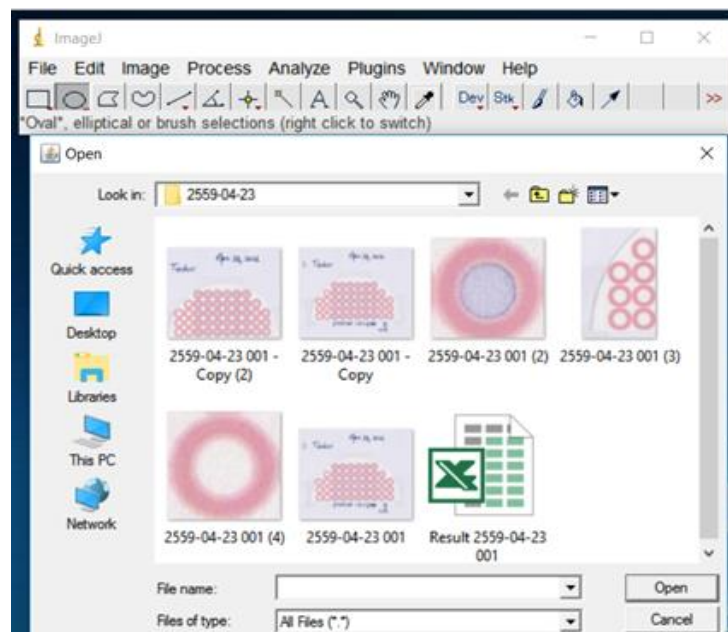 ImageJ
File Edit Image Process Analyze Plugins Window Help
A Dev Stk >>
"Oval", elliptical or brush selections (right click to switch)
Open
Look in: 2559-04-23
Quick access
Desktop
Libraries
This PC
Network
2559-04-23 001 - Copy (2)
2559-04-23 001 - Copy
2559-04-23 001 (2)
2559-04-23 001 (3)
2559-04-23 001 (4)
2559-04-23 001
Result 2559-04-23 001
File name:
Open
Files of type: All Files (*.*)
Cancel